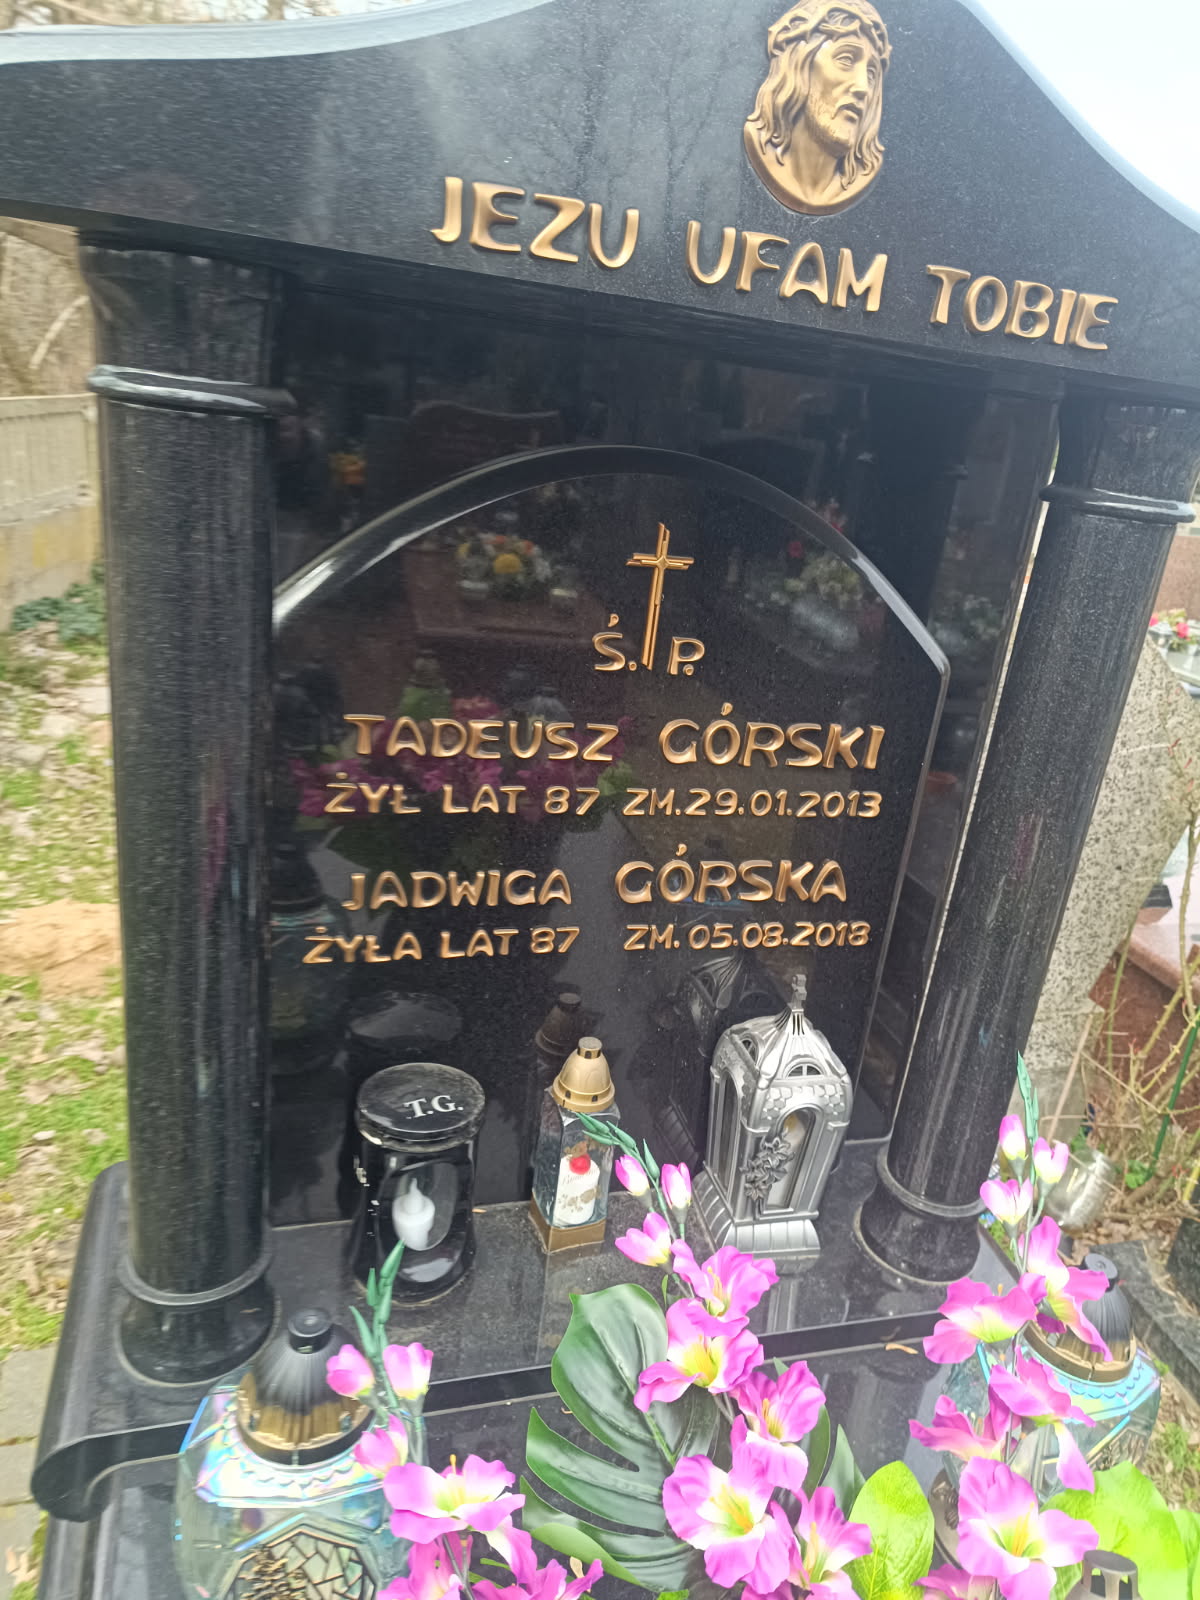 JEZU UFAM TOBIE
Ś. P.
TADEUSZ GÓRSKI
ŻYŁ LAT 87 ZM.29.01.2013
JADWIGA GÓRSKA
ŻYŁA LAT 87 ZM.05.08.2018
T.G.